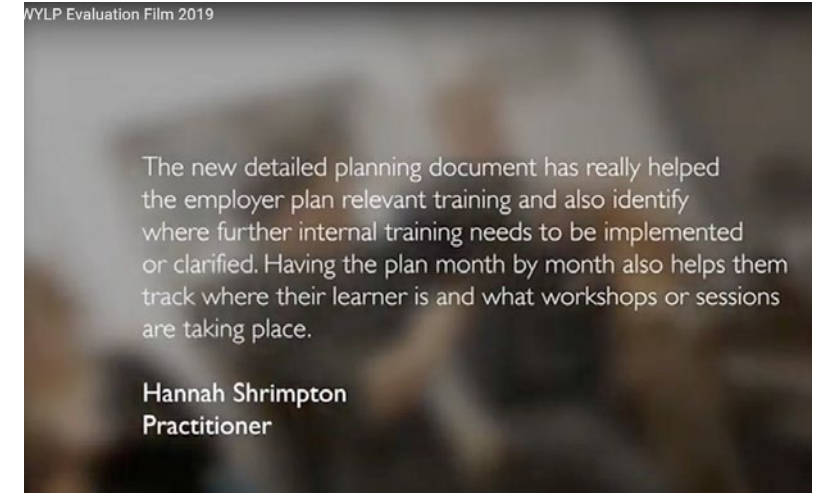 WYLP Evaluation Film 2019
The new detailed planning document has really helped
the employer plan relevant training and also identify
where further internal training needs to be implemented
or clarified. Having the plan month by month also helps them
track where their learner is and what workshops or sessions
are taking place.
Hannah Shrimpton
Practitioner